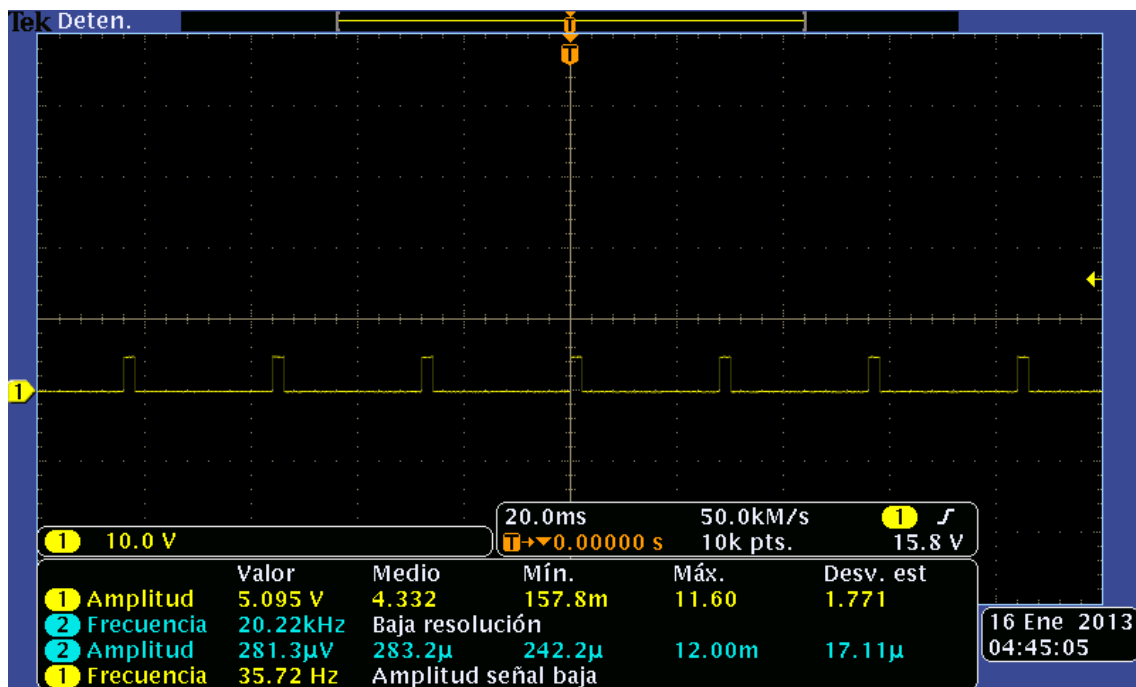 Tek Deten.
T
T
1
20.0ms 50.0kM/s 1
T→▼0.00000 s 10k pts. 15.8 V
1 10.0 V
Valor Medio Mín. Máx. Desv. est
1 Amplitud 5.095 V 4.332 157.8m 11.60 1.771
2 Frecuencia 20.22kHz Baja resolución
2 Amplitud 281.3µV 283.2µ 242.2µ 12.00m 17.11µ
1 Frecuencia 35.72 Hz Amplitud señal baja
16 Ene 2013
04:45:05